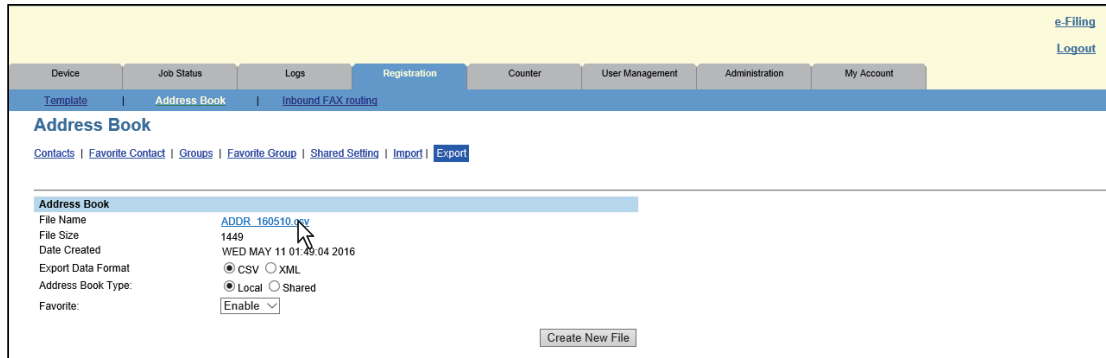 e-Filing
Logout
Device Job Status Logs Registration Counter User Management Administration My Account
Template | Address Book | Inbound FAX routing
Address Book
Contacts | Favorite Contact | Groups | Favorite Group | Shared Setting | Import | Export
Address Book
File Name ADDR_160510.csv
File Size 1449
Date Created WED MAY 11 01:49:04 2016
Export Data Format CSV XML
Address Book Type: Local Shared
Favorite: Enable
Create New File